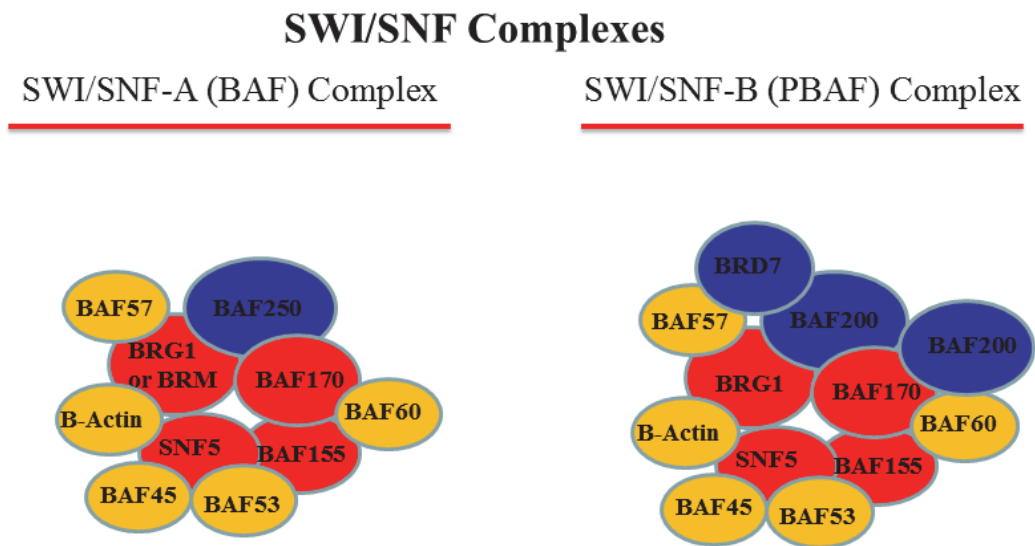 SWI/SNF Complexes
SWI/SNF-A (BAF) Complex
SWI/SNF-B (PBAF) Complex
BAF57
BAF250
BRG1
or BRM
BAF170
B-Actin
BAF60
SNF5
BAF155
BAF45
BAF53
BRD7
BAF57
BAF200
BAF200
BRG1
BAF170
B-Actin
BAF60
SNF5
BAF155
BAF45
BAF53